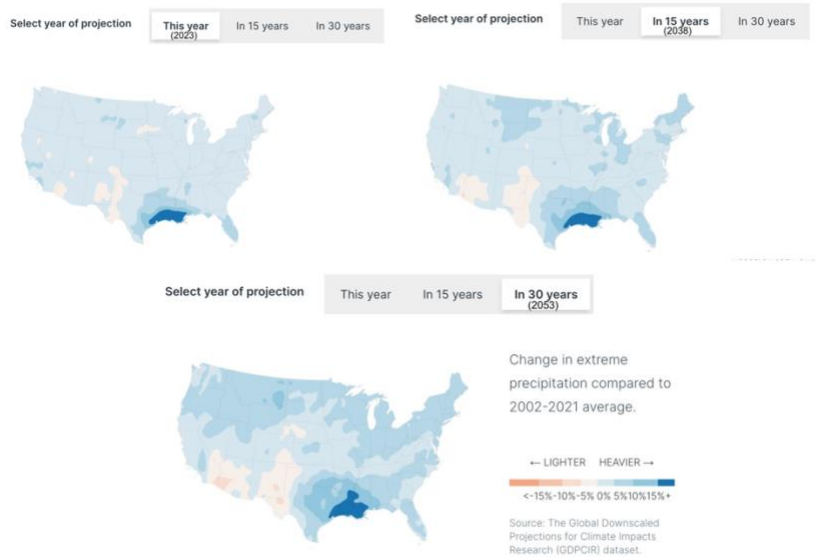 Select year of projection
This year
(2023)
In 15 years
In 30 years
Select year of projection
This year
In 15 years
(2038)
In 30 years
Select year of projection
This year
In 15 years
In 30 years
(2053)
Change in extreme
precipitation compared to
2002-2021 average.
← LIGHTER HEAVIER →
<-15%-10%-5% 0% 5%10%15%+
Source: The Global Downscaled
Projections for Climate Impacts
Research (GDPCIR) dataset.